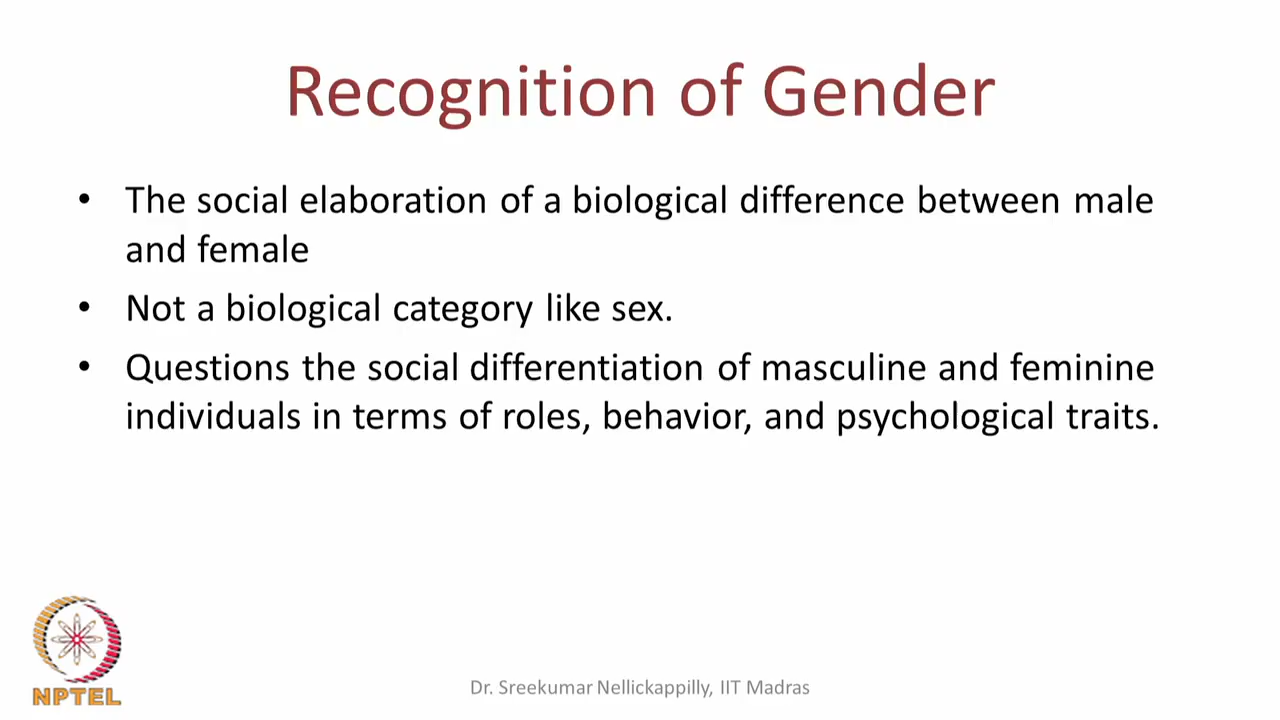 Recognition of Gender
• The social elaboration of a biological difference between male
and female
• Not a biological category like sex.
• Questions the social differentiation of masculine and feminine
individuals in terms of roles, behavior, and psychological traits.
NPTEL
Dr. Sreekumar Nellickappilly, IIT Madras